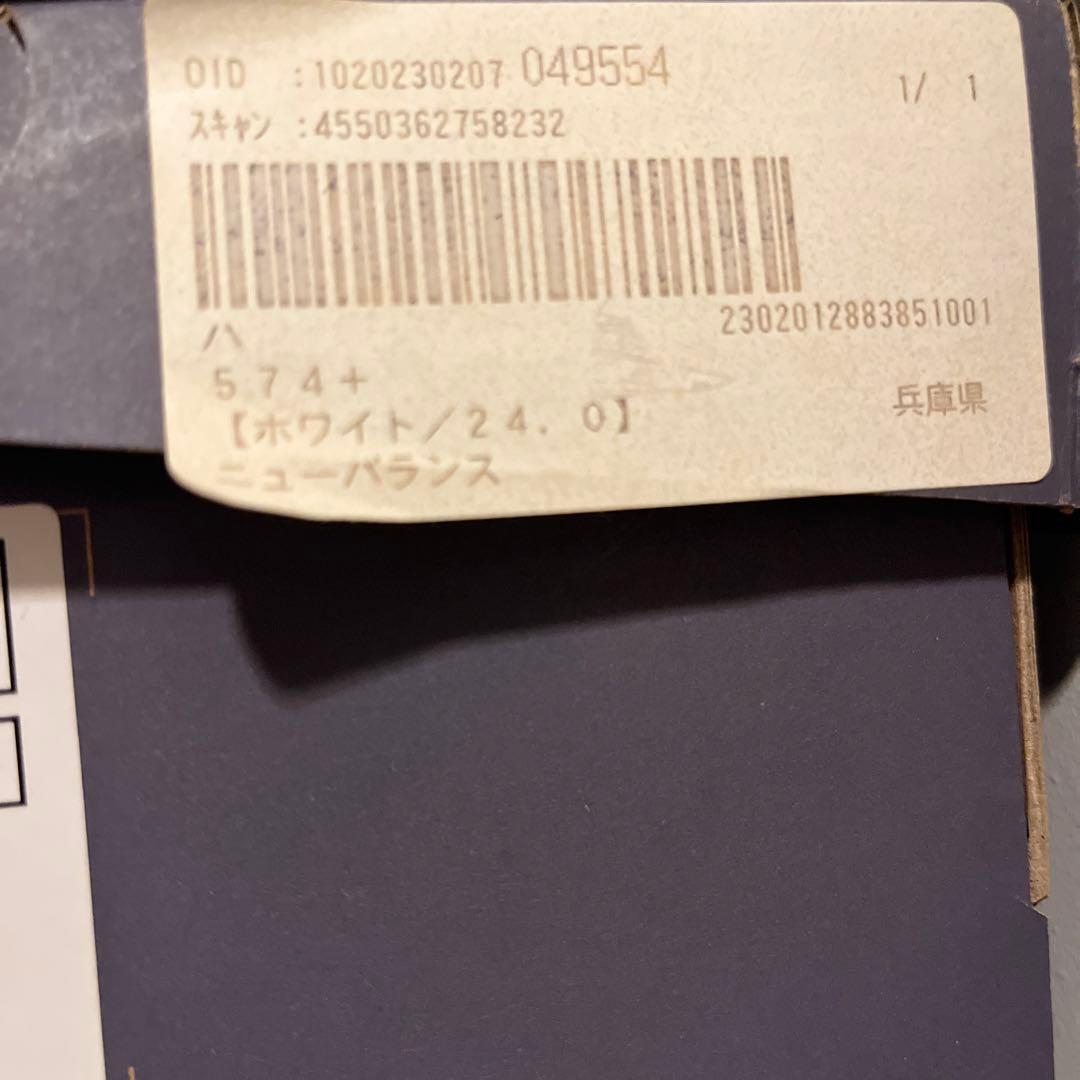 OID :1020230207 049554 1/ 1
ｽｷｬﾝ :4550362758232
2302012883851001
ハ
５７４＋
兵庫県
【ホワイト／２４．０】
ニューバランス